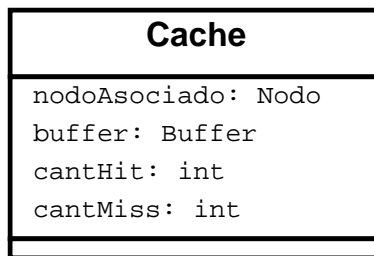 Cache
nodoAsociado: Nodo
buffer: Buffer
cantHit: int
cantMiss: int